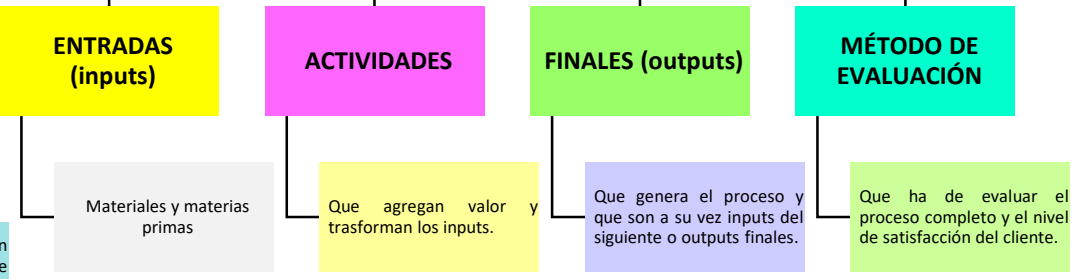 ENTRADAS
(inputs)
ACTIVIDADES
FINALES (outputs)
MÉTODO DE
EVALUACIÓN
Materiales y materias
primas
Que agregan valor y
trasforman los inputs.
Que genera el proceso y
que son a su vez inputs del
siguiente o outputs finales.
Que ha de evaluar el
proceso completo y el nivel
de satisfacción del cliente.